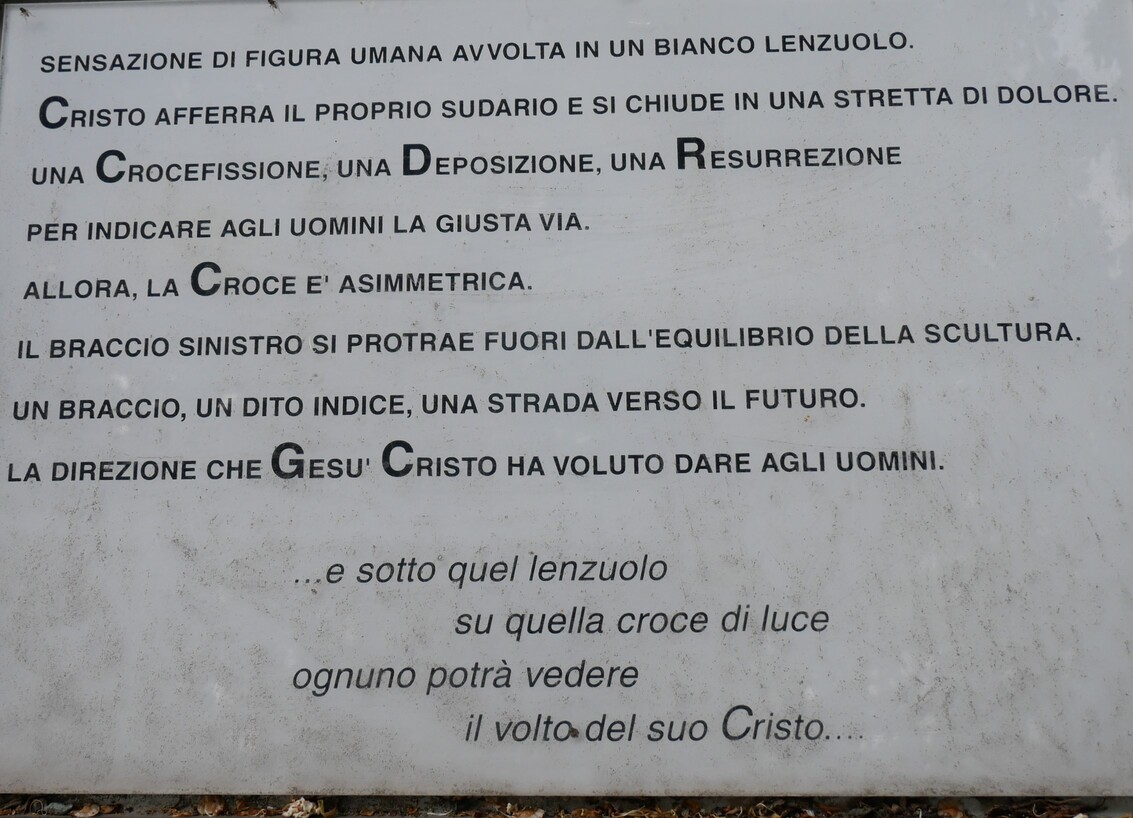 SENSAZIONE DI FIGURA UMANA AVVOLTA IN UN BIANCO LENZUOLO.
CRISTO AFFERRA IL PROPRIO SUDARIO E SI CHIUDE IN UNA STRETTA DI DOLORE.
UNA CROCEFISSIONE, UNA DEPOSIZIONE, UNA RESURREZIONE
PER INDICARE AGLI UOMINI LA GIUSTA VIA.
ALLORA, LA CROCE E' ASIMMETRICA.
IL BRACCIO SINISTRO SI PROTRAE FUORI DALL'EQUILIBRIO DELLA SCULTURA.
UN BRACCIO, UN DITO INDICE, UNA STRADA VERSO IL FUTURO.
LA DIREZIONE CHE GESU' CRISTO HA VOLUTO DARE AGLI UOMINI.
...e sotto quel lenzuolo
su quella croce di luce
ognuno potrà vedere
il volto del suo Cristo....